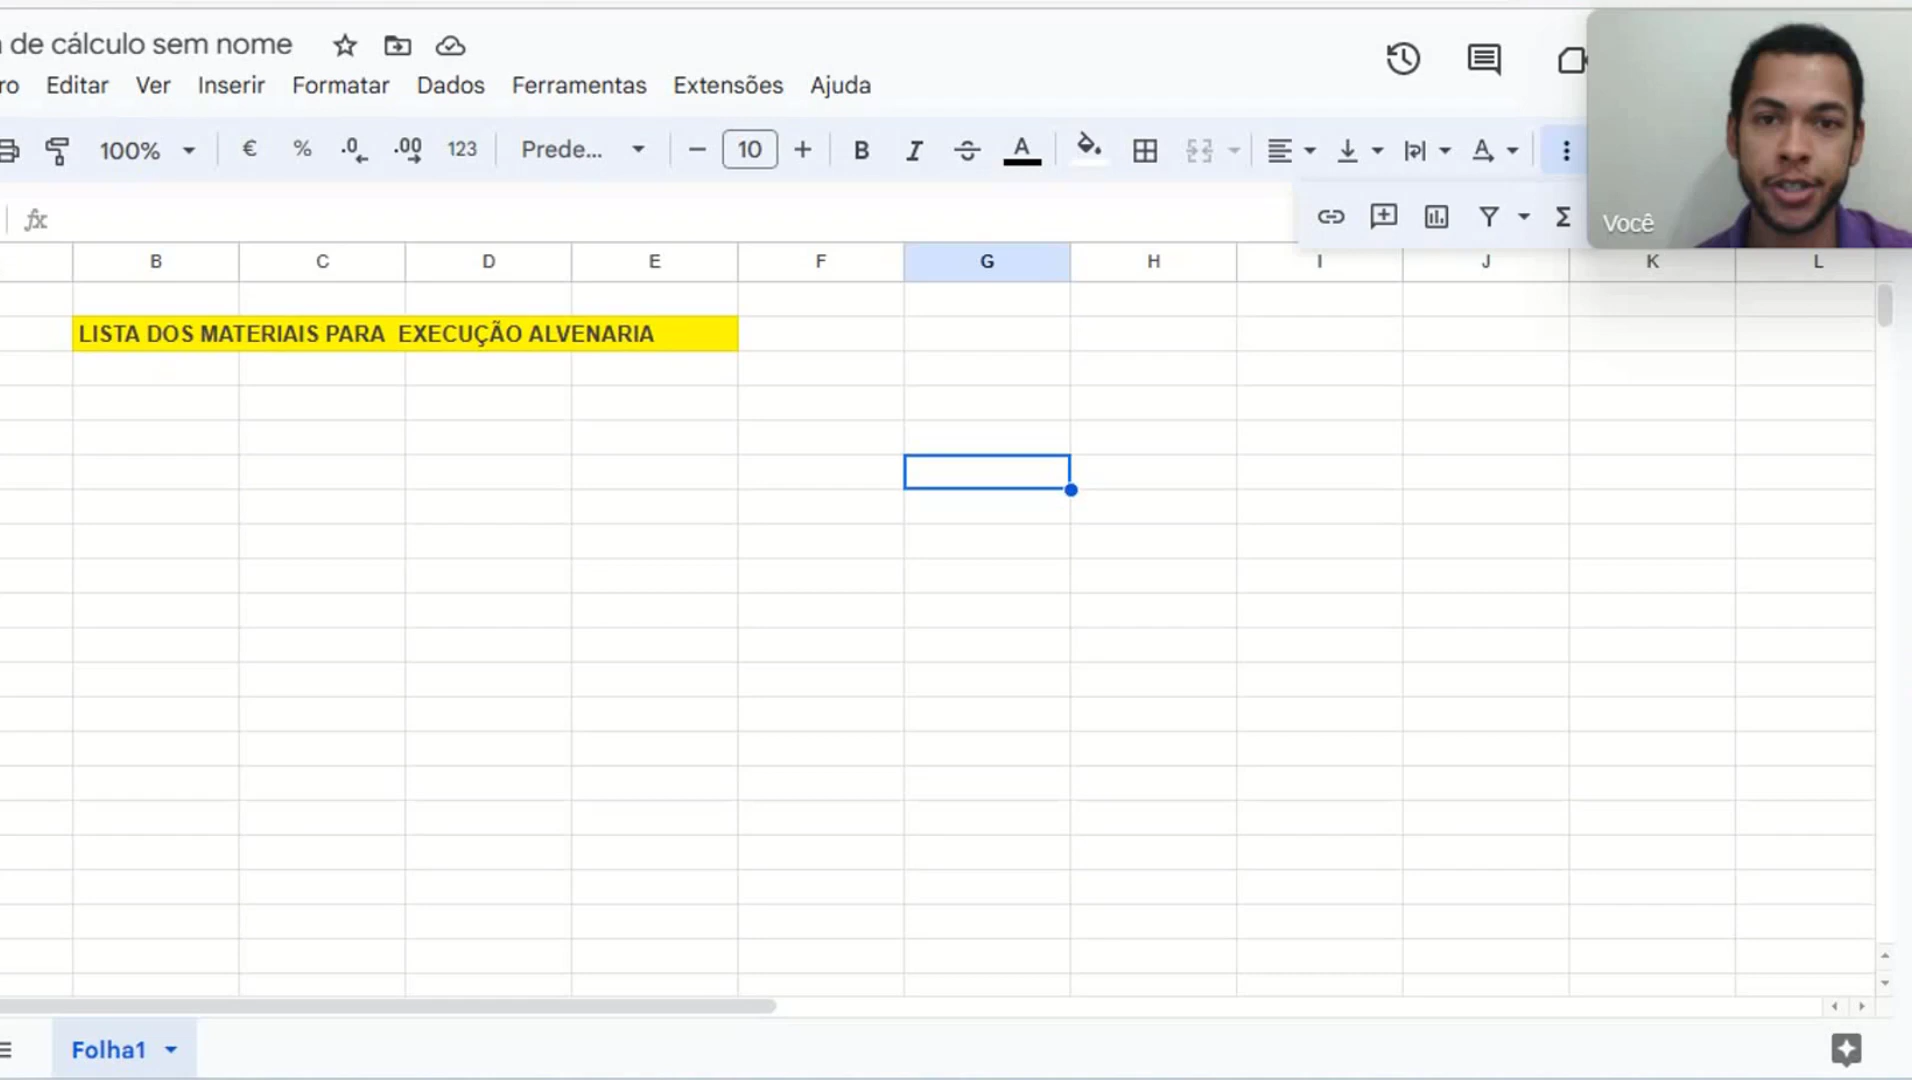 de cálculo sem nome
ro Editar Ver Inserir Formatar Dados Ferramentas Extensões Ajuda
100% € % .0 .00 123 Prede... 10 B I A A
fx Σ Você
B C D E F G H I J K L
LISTA DOS MATERIAIS PARA  EXECUÇÃO ALVENARIA
Folha1